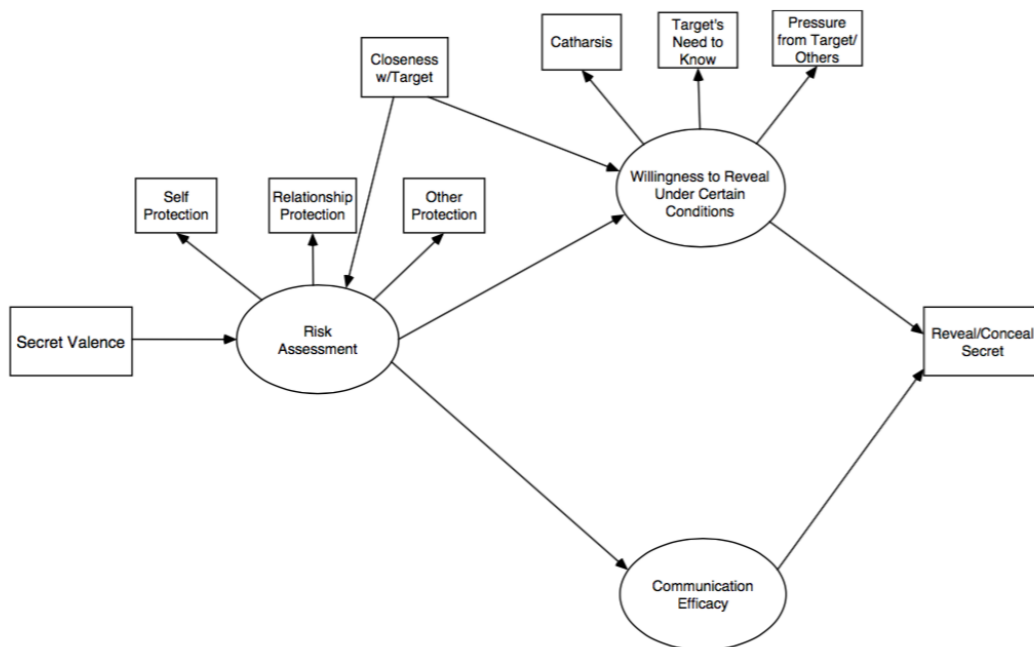 Catharsis
Target's
Need to
Know
Pressure
from Target/
Others
Closeness
w/Target
Willingness to Reveal
Under Certain
Conditions
Self
Protection
Relationship
Protection
Other
Protection
Secret Valence
Risk
Assessment
Reveal/Conceal
Secret
Communication
Efficacy